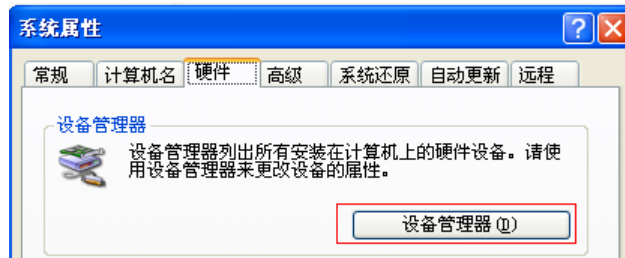 系统属性
常规 计算机名 硬件 高级 系统还原 自动更新 远程
设备管理器
设备管理器列出所有安装在计算机上的硬件设备。请使
用设备管理器来更改设备的属性。
设备管理器(D)